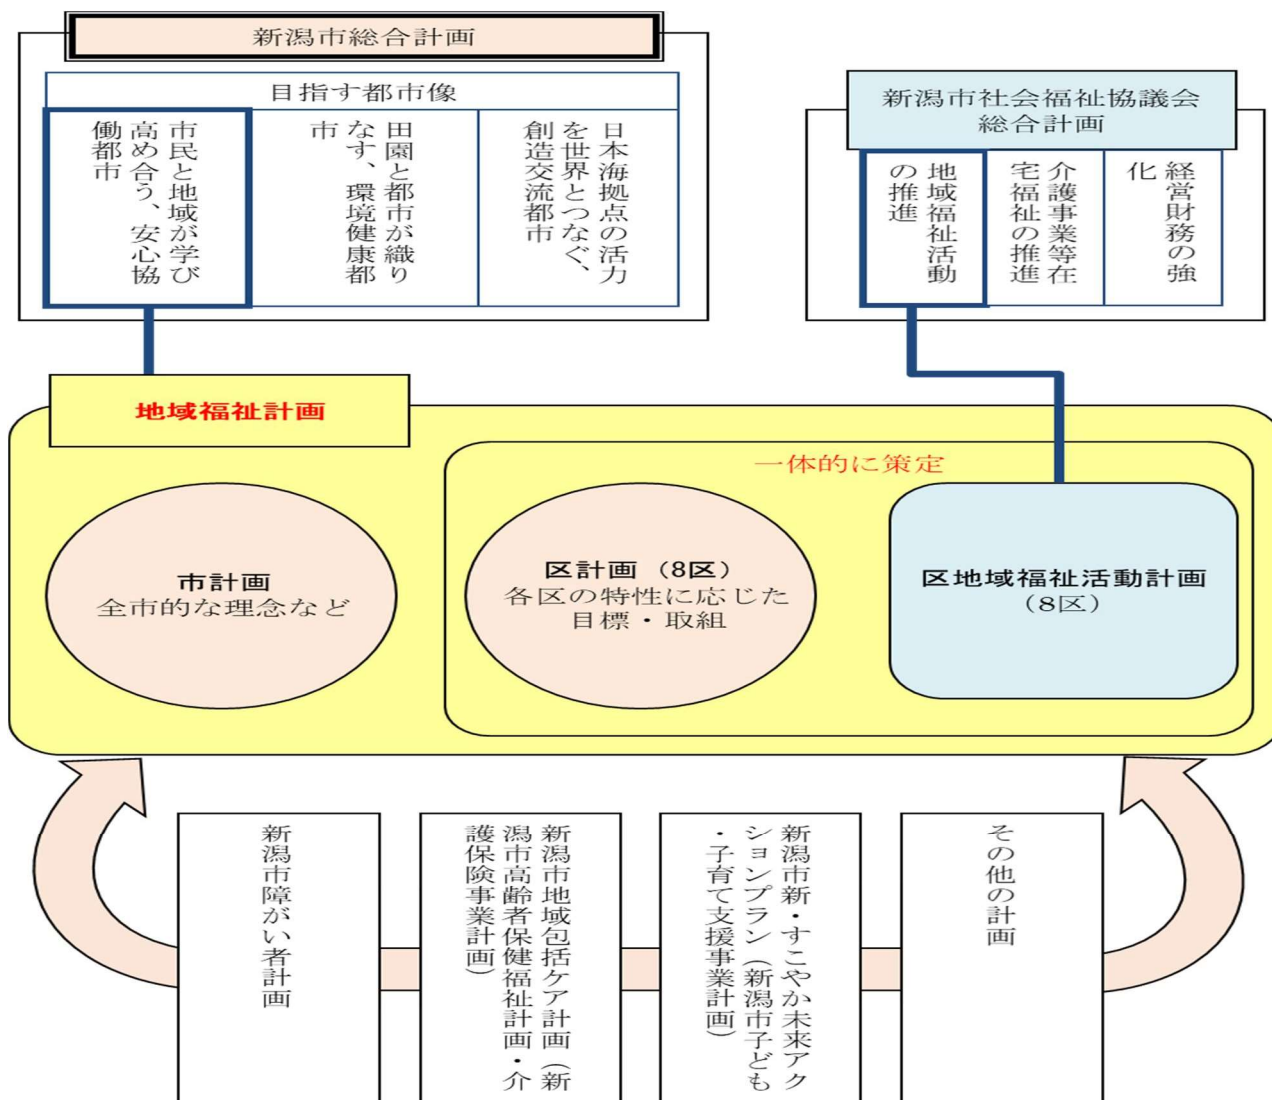 新潟市総合計画
目指す都市像
市民と地域が学び
高め合う、安心協
働都市
田園と都市が織り
なす、環境健康都
市
日本海拠点の活力
を世界とつなぐ、
創造交流都市
新潟市社会福祉協議会
総合計画
地域福祉活動
の推進
介護事業等在
宅福祉の推進
経営財務の強
化
地域福祉計画
一体的に策定
市計画
全市的な理念など
区計画（8区）
各区の特性に応じた
目標・取組
区地域福祉活動計画
（8区）
新潟市障がい者計画
新潟市地域包括ケア計画（新
潟市高齢者保健福祉計画・介
護保険事業計画）
新潟市新・すこやか未来アク
ションプラン（新潟市子ども
・子育て支援事業計画）
その他の計画